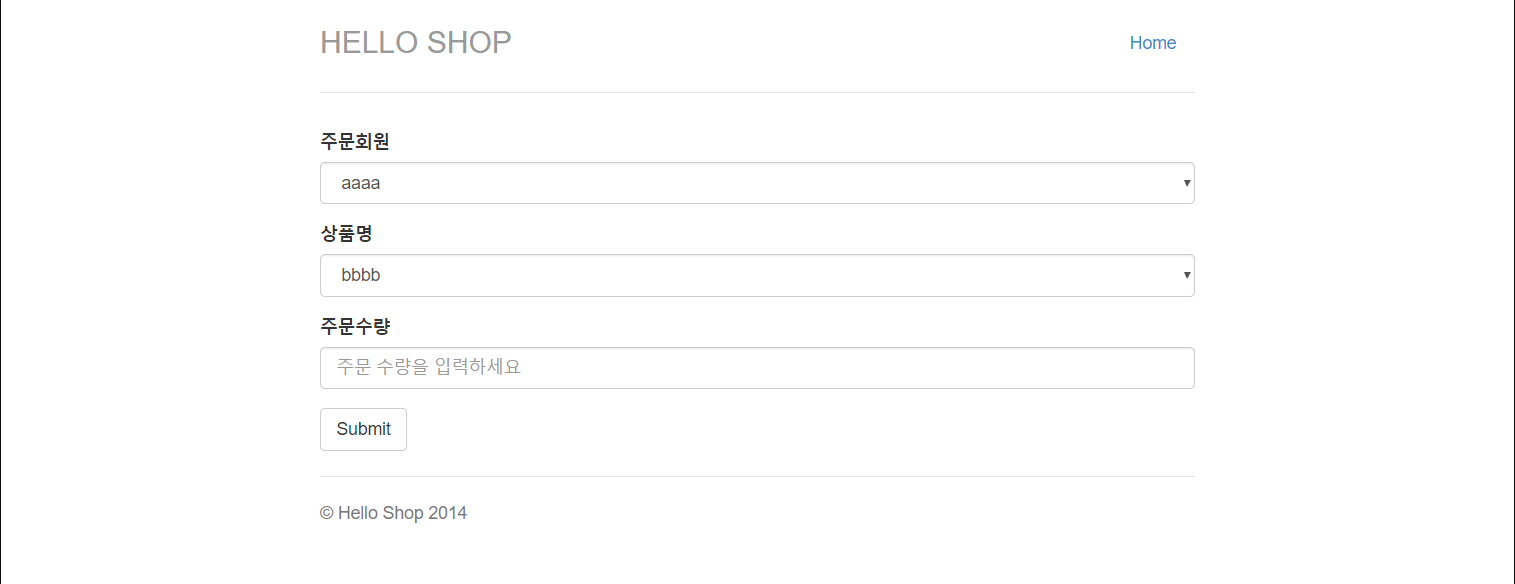 HELLO SHOP
Home
주문회원
aaaa
상품명
bbbb
주문수량
주문 수량을 입력하세요
Submit
© Hello Shop 2014